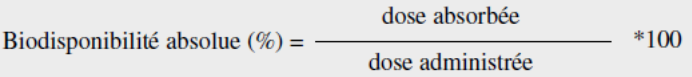 dose absorbée
Biodisponibilité absolue (%) = *100
dose administrée